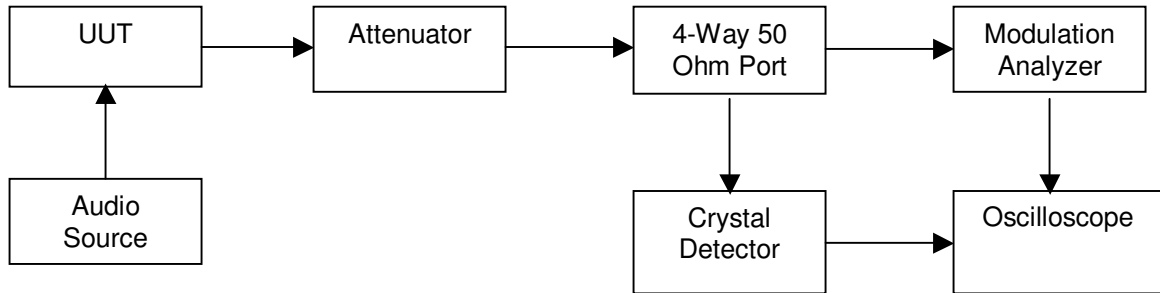 UUT
Attenuator
4-Way 50
Ohm Port
Modulation
Analyzer
Audio
Source
Crystal
Detector
Oscilloscope